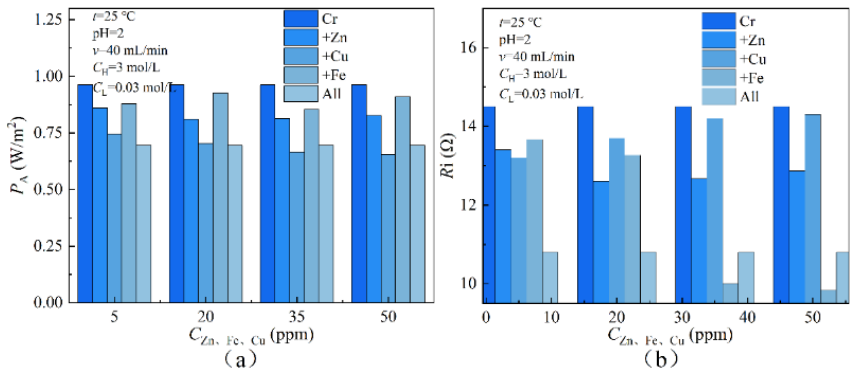 t=25 ℃
pH=2
v=40 mL/min
C_H=3 mol/L
C_L=0.03 mol/L
Cr
+Zn
+Cu
+Fe
All
1.25
1.00
0.75
0.50
0.25
0.00
P_A (W/m²)
5 20 35 50
C_Zn、Fe、Cu (ppm)
(a)
t=25 ℃
pH=2
v=40 mL/min
C_H=3 mol/L
C_L=0.03 mol/L
Cr
+Zn
+Cu
+Fe
All
16
14
12
10
Ri (Ω)
0 10 20 30 40 50
C_Zn、Fe、Cu (ppm)
(b)